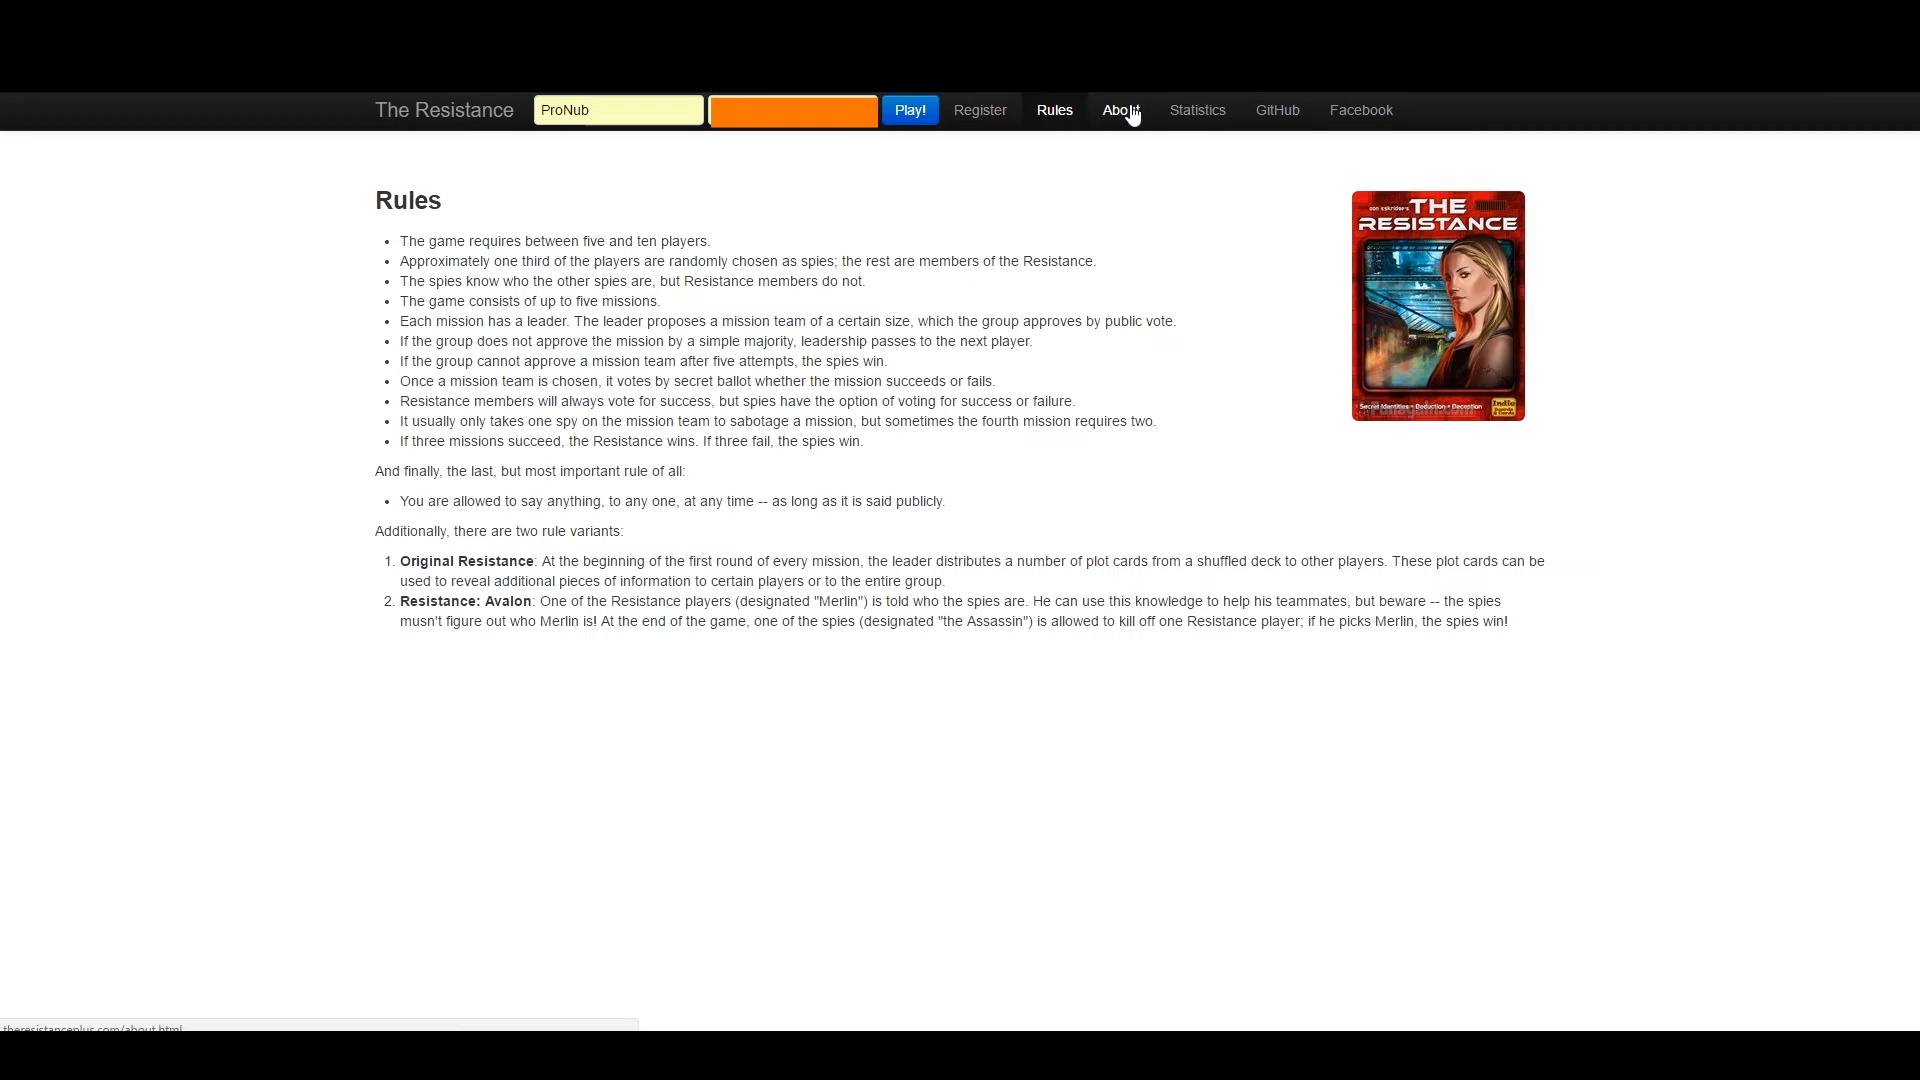 The Resistance ProNub Play! Register Rules About Statistics GitHub Facebook
Rules
The game requires between five and ten players.
Approximately one third of the players are randomly chosen as spies; the rest are members of the Resistance.
The spies know who the other spies are, but Resistance members do not.
The game consists of up to five missions.
Each mission has a leader. The leader proposes a mission team of a certain size, which the group approves by public vote.
If the group does not approve the mission by a simple majority, leadership passes to the next player.
If the group cannot approve a mission team after five attempts, the spies win.
Once a mission team is chosen, it votes by secret ballot whether the mission succeeds or fails.
Resistance members will always vote for success, but spies have the option of voting for success or failure.
It usually only takes one spy on the mission team to sabotage a mission, but sometimes the fourth mission requires two.
If three missions succeed, the Resistance wins. If three fail, the spies win.
And finally, the last, but most important rule of all:
You are allowed to say anything, to any one, at any time -- as long as it is said publicly.
Additionally, there are two rule variants:
1. Original Resistance: At the beginning of the first round of every mission, the leader distributes a number of plot cards from a shuffled deck to other players. These plot cards can be
used to reveal additional pieces of information to certain players or to the entire group.
2. Resistance: Avalon: One of the Resistance players (designated "Merlin") is told who the spies are. He can use this knowledge to help his teammates, but beware -- the spies
musn't figure out who Merlin is! At the end of the game, one of the spies (designated "the Assassin") is allowed to kill off one Resistance player; if he picks Merlin, the spies win!
DON ESKRIDGE'S THE
RESISTANCE
Secret Identities • Deduction • Deception
Indie
Boards
& Cards
theresistanceplus.com/about.html